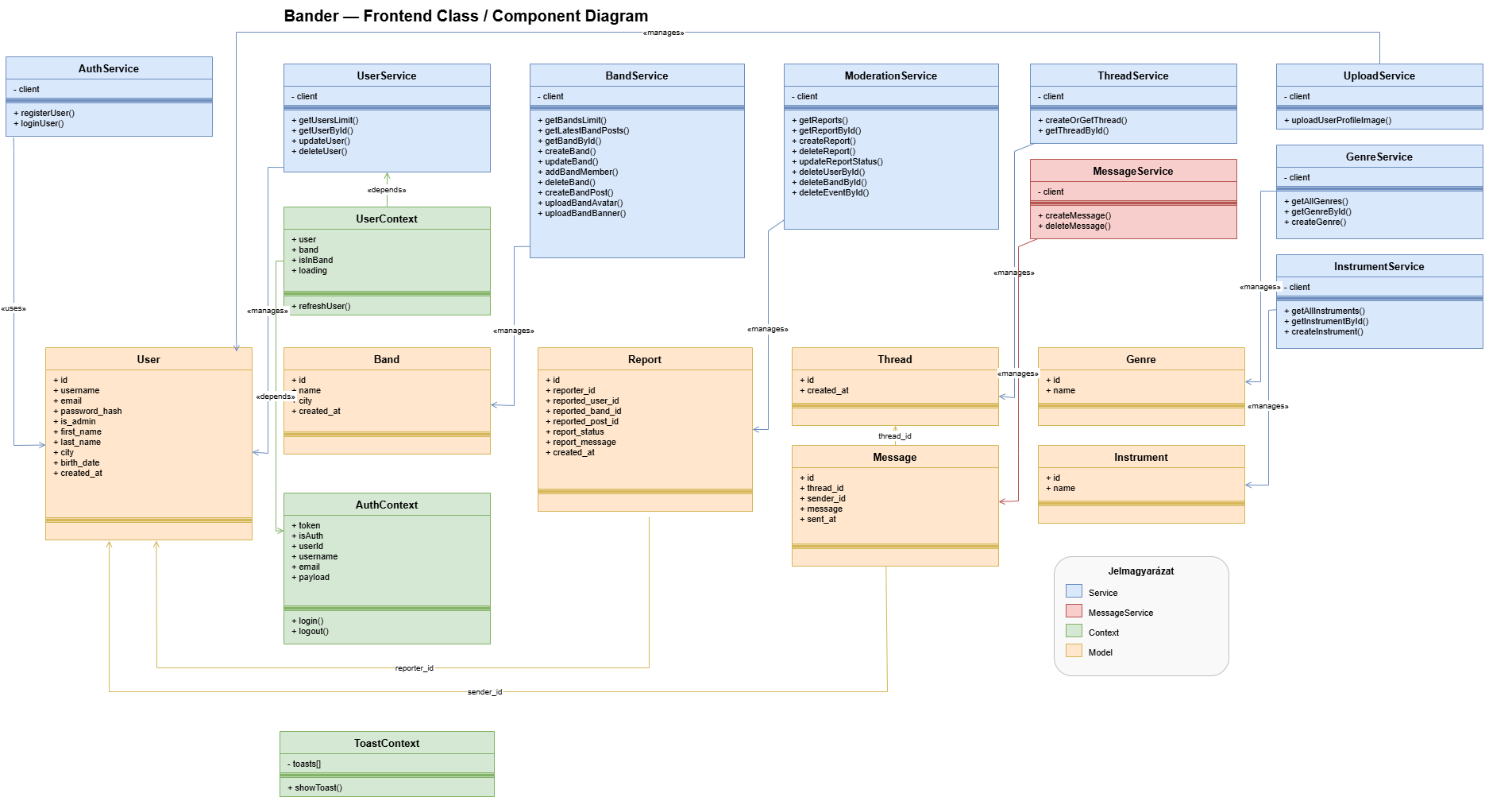 Bander — Frontend Class / Component Diagram
«manages»
AuthService
- client
+ registerUser()
+ loginUser()
UserService
- client
+ getUsersLimit()
+ getUserById()
+ updateUser()
+ deleteUser()
BandService
- client
+ getBandsLimit()
+ getLatestBandPosts()
+ getBandById()
+ createBand()
+ updateBand()
+ addBandMember()
+ deleteBand()
+ createBandPost()
+ uploadBandAvatar()
+ uploadBandBanner()
ModerationService
- client
+ getReports()
+ getReportById()
+ createReport()
+ deleteReport()
+ updateReportStatus()
+ deleteUserById()
+ deleteBandById()
+ deleteEventById()
ThreadService
- client
+ createOrGetThread()
+ getThreadById()
UploadService
- client
+ uploadUserProfileImage()
MessageService
- client
+ createMessage()
+ deleteMessage()
GenreService
- client
+ getAllGenres()
+ getGenreById()
+ createGenre()
InstrumentService
- client
+ getAllInstruments()
+ getInstrumentById()
+ createInstrument()
«depends»
UserContext
+ user
+ band
+ isInBand
+ loading
+ refreshUser()
«uses»
«manages»
«manages»
«manages»
«manages»
«manages»
«manages»
«manages»
«depends»
User
+ id
+ username
+ email
+ password_hash
+ is_admin
+ first_name
+ last_name
+ city
+ birth_date
+ created_at
Band
+ id
+ name
+ city
+ created_at
Report
+ id
+ reporter_id
+ reported_user_id
+ reported_band_id
+ reported_post_id
+ report_status
+ report_message
+ created_at
Thread
+ id
+ created_at
Genre
+ id
+ name
thread_id
Message
+ id
+ thread_id
+ sender_id
+ message
+ sent_at
Instrument
+ id
+ name
AuthContext
+ token
+ isAuth
+ userId
+ username
+ email
+ payload
+ login()
+ logout()
Jelmagyarázat
Service
MessageService
Context
Model
reporter_id
sender_id
ToastContext
- toasts[]
+ showToast()